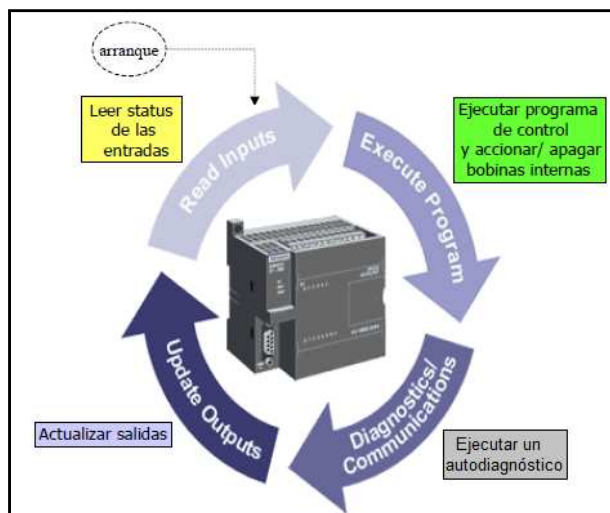 arranque
Leer status
de las
entradas
Read Inputs
Ejecutar programa
de control
y accionar/ apagar
bobinas internas
Execute Program
Diagnostics/
Communications
Ejecutar un
autodiagnóstico
Update Outputs
Actualizar salidas